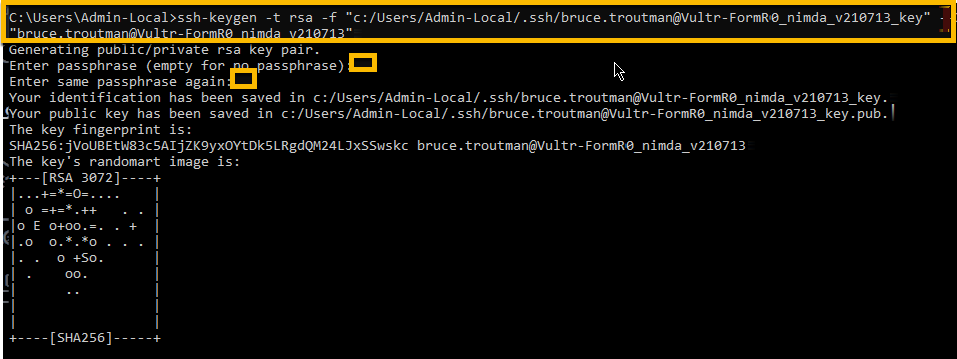 C:\Users\Admin-Local>ssh-keygen -t rsa -f "c:/Users/Admin-Local/.ssh/bruce.troutman@Vultr-FormR0_nimda_v210713_key" -
"bruce.troutman@Vultr-FormR0_nimda_v210713"
Generating public/private rsa key pair.
Enter passphrase (empty for no passphrase):
Enter same passphrase again:
Your identification has been saved in c:/Users/Admin-Local/.ssh/bruce.troutman@Vultr-FormR0_nimda_v210713_key.
Your public key has been saved in c:/Users/Admin-Local/.ssh/bruce.troutman@Vultr-FormR0_nimda_v210713_key.pub.
The key fingerprint is:
SHA256:jVoUBEtW83c5AIjZK9yxOYtDk5LRgdQM24LJxSSwskc bruce.troutman@Vultr-FormR0_nimda_v210713
The key's randomart image is:
+---[RSA 3072]----+
|...+=*=O=....    |
| o =+=*.++   . . |
|o E o+oo.=. . +  |
|.o  o.*.*o . . . |
|. .  o +So.      |
| .    oo.        |
|      ..         |
|                 |
|                 |
+----[SHA256]-----+